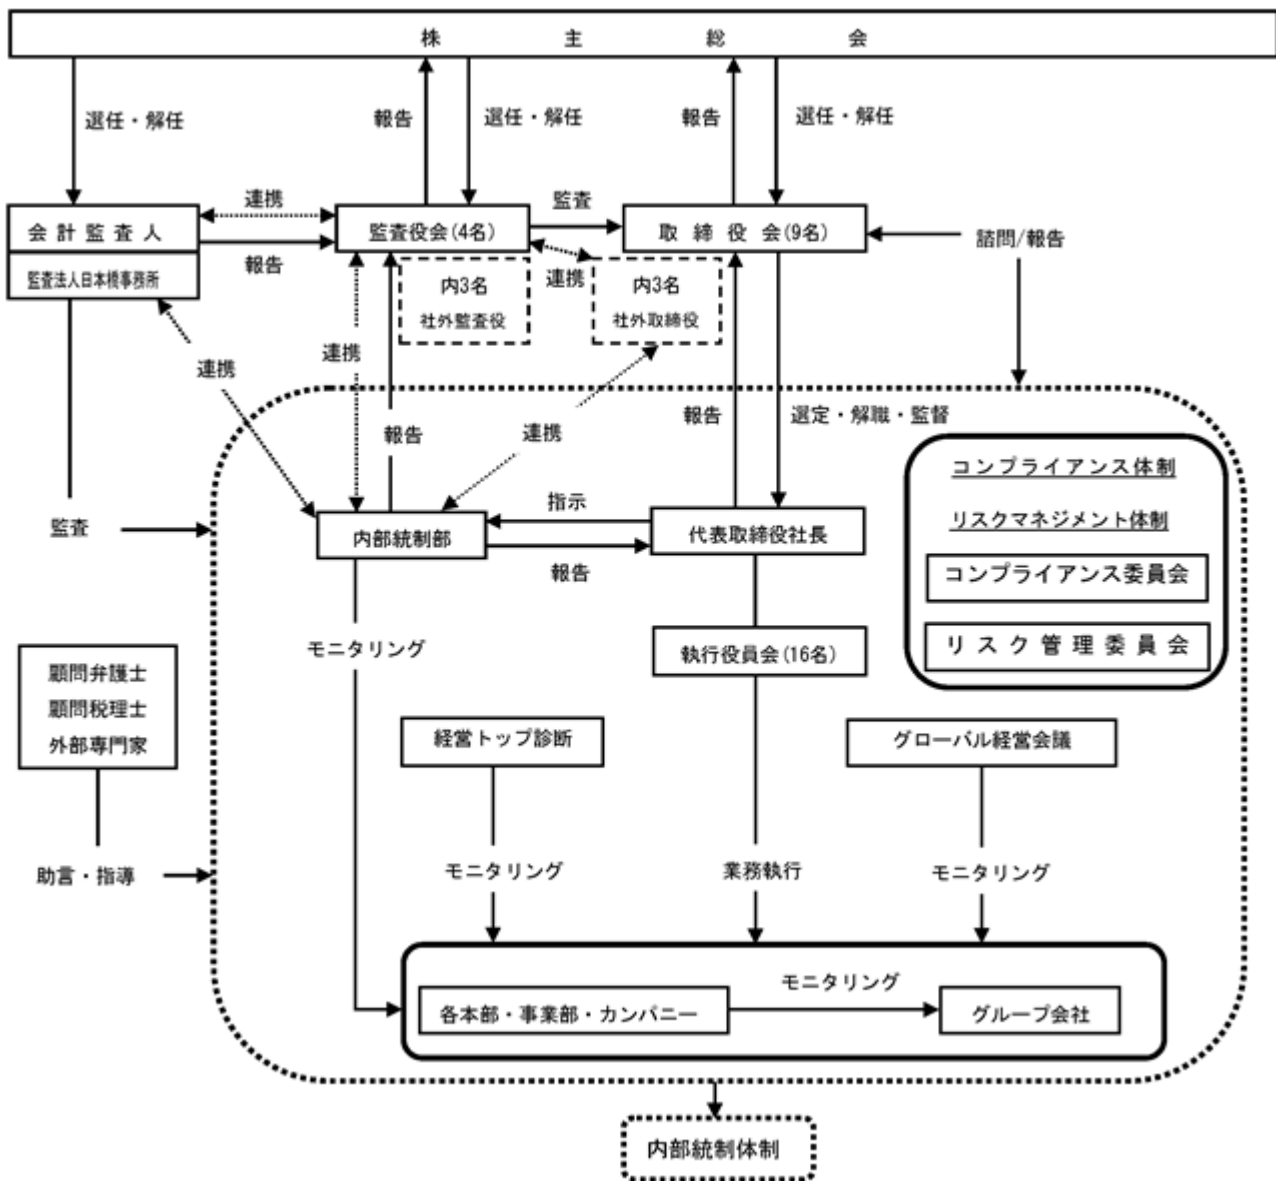 株主総会
選任・解任
報告
選任・解任
報告
選任・解任
連携
監査
会計監査人
監査役会(4名)
取締役会(9名)
諮問/報告
報告
監査法人日本橋事務所
連携
内3名
社外監査役
内3名
社外取締役
連携
連携
報告
連携
報告
選定・解職・監督
コンプライアンス体制
リスクマネジメント体制
コンプライアンス委員会
リスク管理委員会
監査
指示
内部統制部
代表取締役社長
報告
モニタリング
執行役員会(16名)
顧問弁護士
顧問税理士
外部専門家
経営トップ診断
グローバル経営会議
助言・指導
モニタリング
業務執行
モニタリング
モニタリング
各本部・事業部・カンパニー
グループ会社
内部統制体制